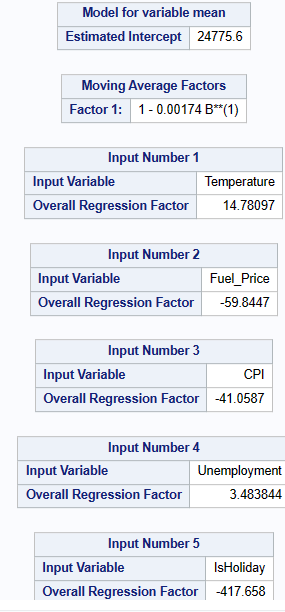 Model for variable mean
Estimated Intercept 24775.6
Moving Average Factors
Factor 1: 1 - 0.00174 B**(1)
Input Number 1
Input Variable Temperature
Overall Regression Factor 14.78097
Input Number 2
Input Variable Fuel_Price
Overall Regression Factor -59.8447
Input Number 3
Input Variable CPI
Overall Regression Factor -41.0587
Input Number 4
Input Variable Unemployment
Overall Regression Factor 3.483844
Input Number 5
Input Variable IsHoliday
Overall Regression Factor -417.658